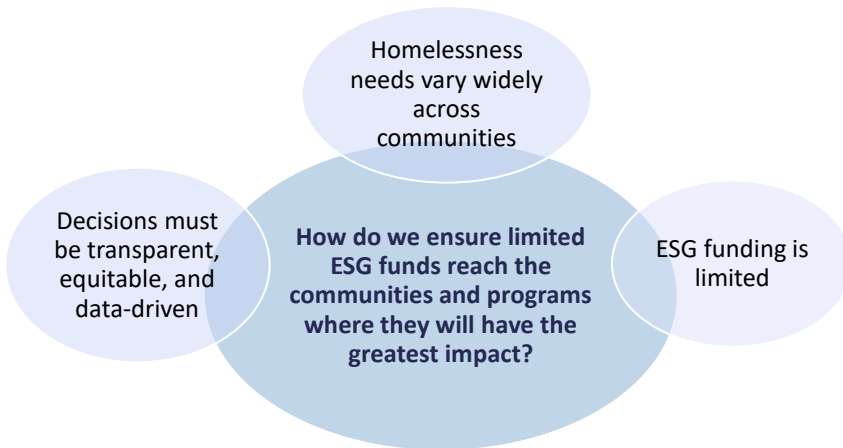 Homelessness
needs vary widely
across
communities
Decisions must
be transparent,
equitable, and
data-driven
How do we ensure limited
ESG funds reach the
communities and programs
where they will have the
greatest impact?
ESG funding is
limited